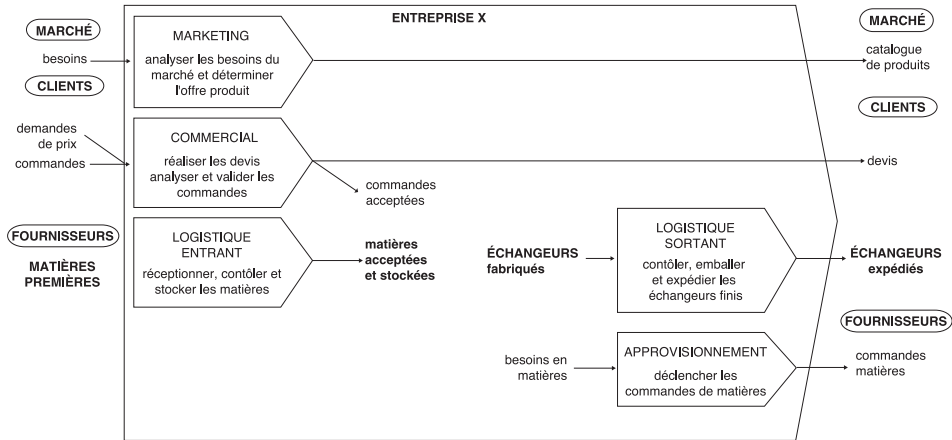 ENTREPRISE X
MARCHÉ
besoins
CLIENTS
demandes
de prix
commandes
FOURNISSEURS
MATIÈRES
PREMIÈRES
MARKETING
analyser les besoins du
marché et déterminer
l'offre produit
COMMERCIAL
réaliser les devis
analyser et valider les
commandes
commandes
acceptées
LOGISTIQUE
ENTRANT
réceptionner, contôler et
stocker les matières
matières
acceptées
et stockées
ÉCHANGEURS
fabriqués
LOGISTIQUE
SORTANT
contôler, emballer
et expédier les
échangeurs finis
besoins en
matières
APPROVISIONNEMENT
déclencher les
commandes de matières
MARCHÉ
catalogue
de produits
CLIENTS
devis
ÉCHANGEURS
expédiés
FOURNISSEURS
commandes
matières